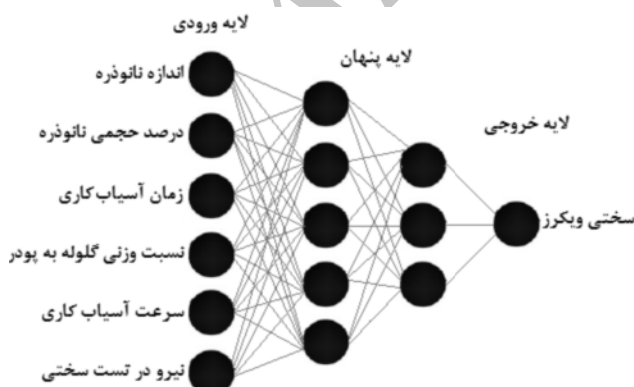 لایه ورودی
لایه پنهان
لایه خروجی
اندازه نانوذره
درصد حجمی نانوذره
زمان آسیاب کاری
نسبت وزنی گلوله به پودر
سرعت آسیاب کاری
نیرو در تست سختی
سختی ویکرز